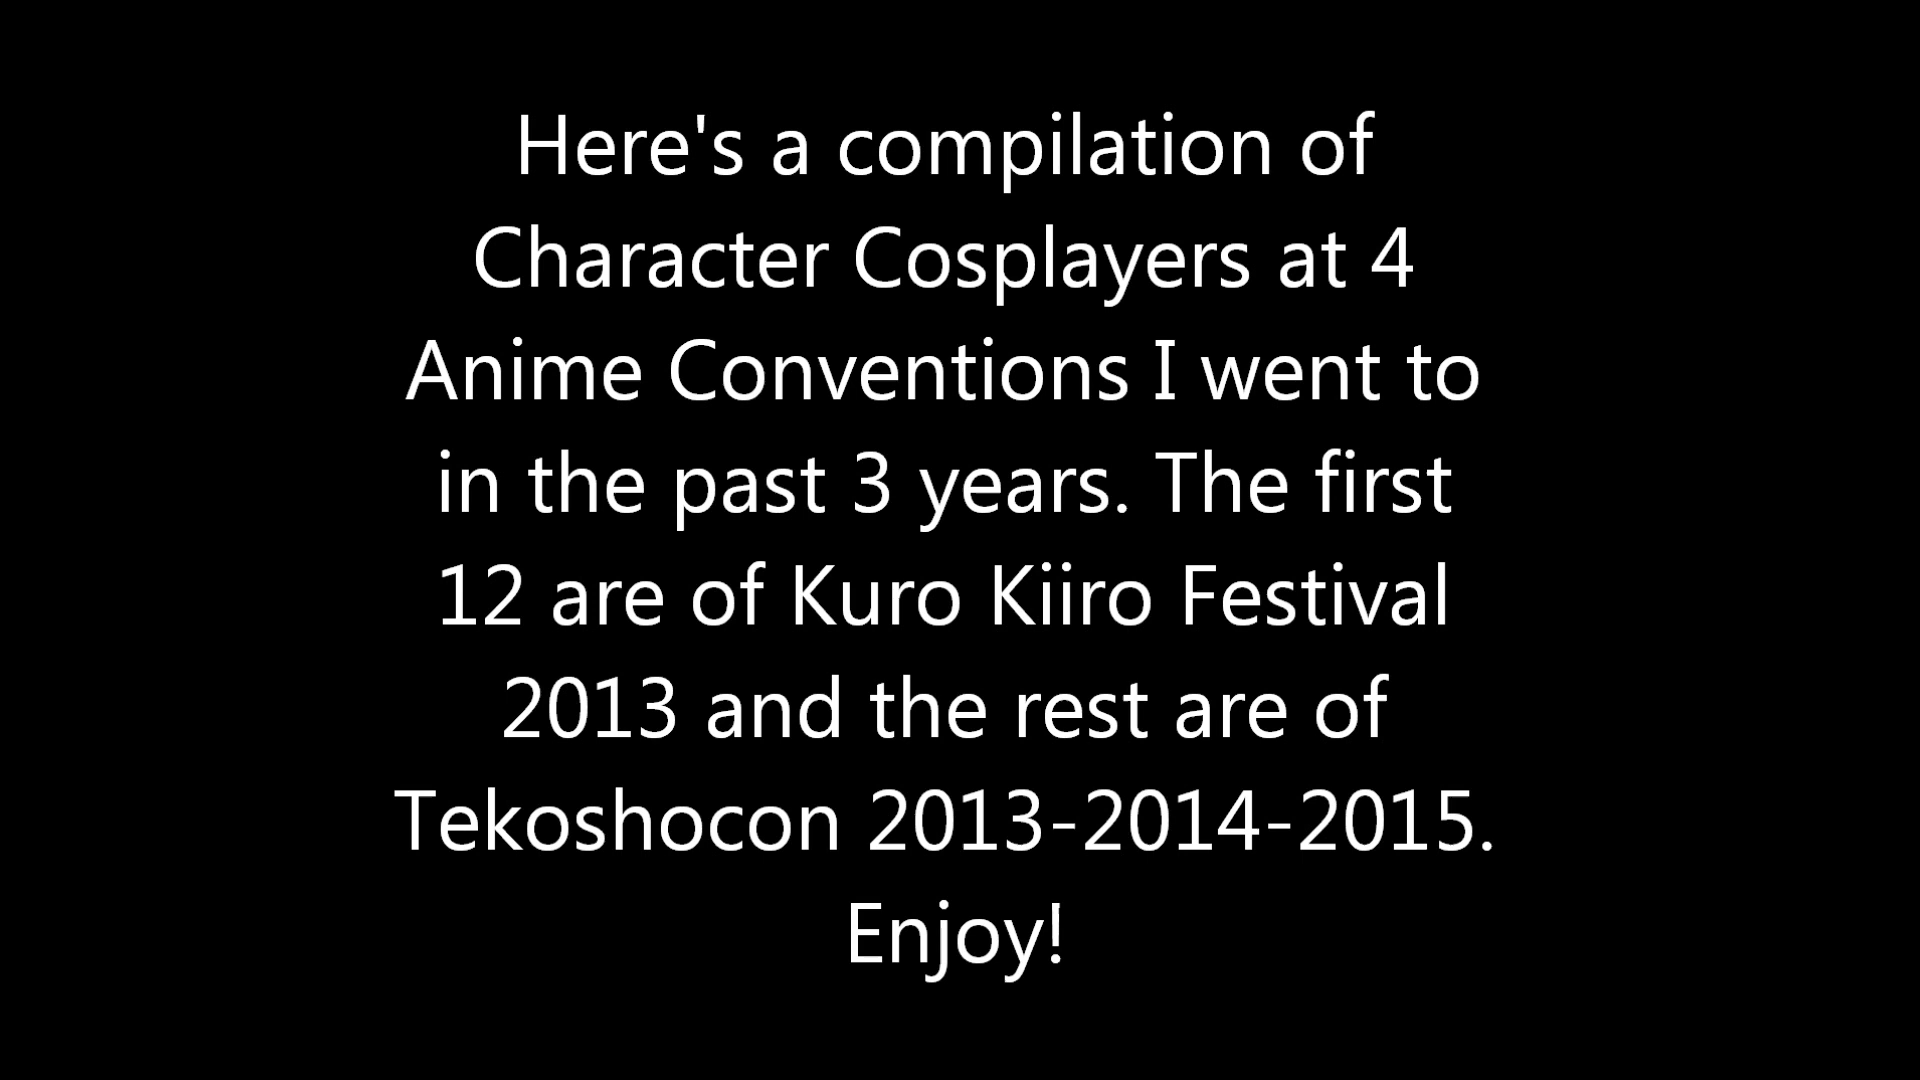 Here's a compilation of
Character Cosplayers at 4
Anime Conventions I went to
in the past 3 years. The first
12 are of Kuro Kiiro Festival
2013 and the rest are of
Tekoshocon 2013-2014-2015.
Enjoy!